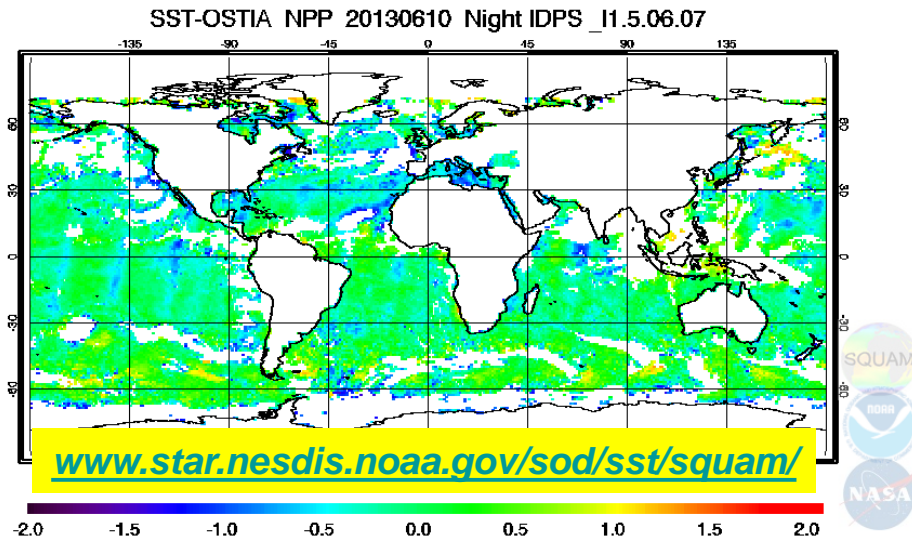 SST-OSTIA NPP 20130610 Night IDPS _I1.5.06.07
-135 -90 -45 0 45 90 135
60 60
30 30
0 0
-30 -30
-60 -60
SQUAM
NOAA
NASA
www.star.nesdis.noaa.gov/sod/sst/squam/
-2.0 -1.5 -1.0 -0.5 0.0 0.5 1.0 1.5 2.0